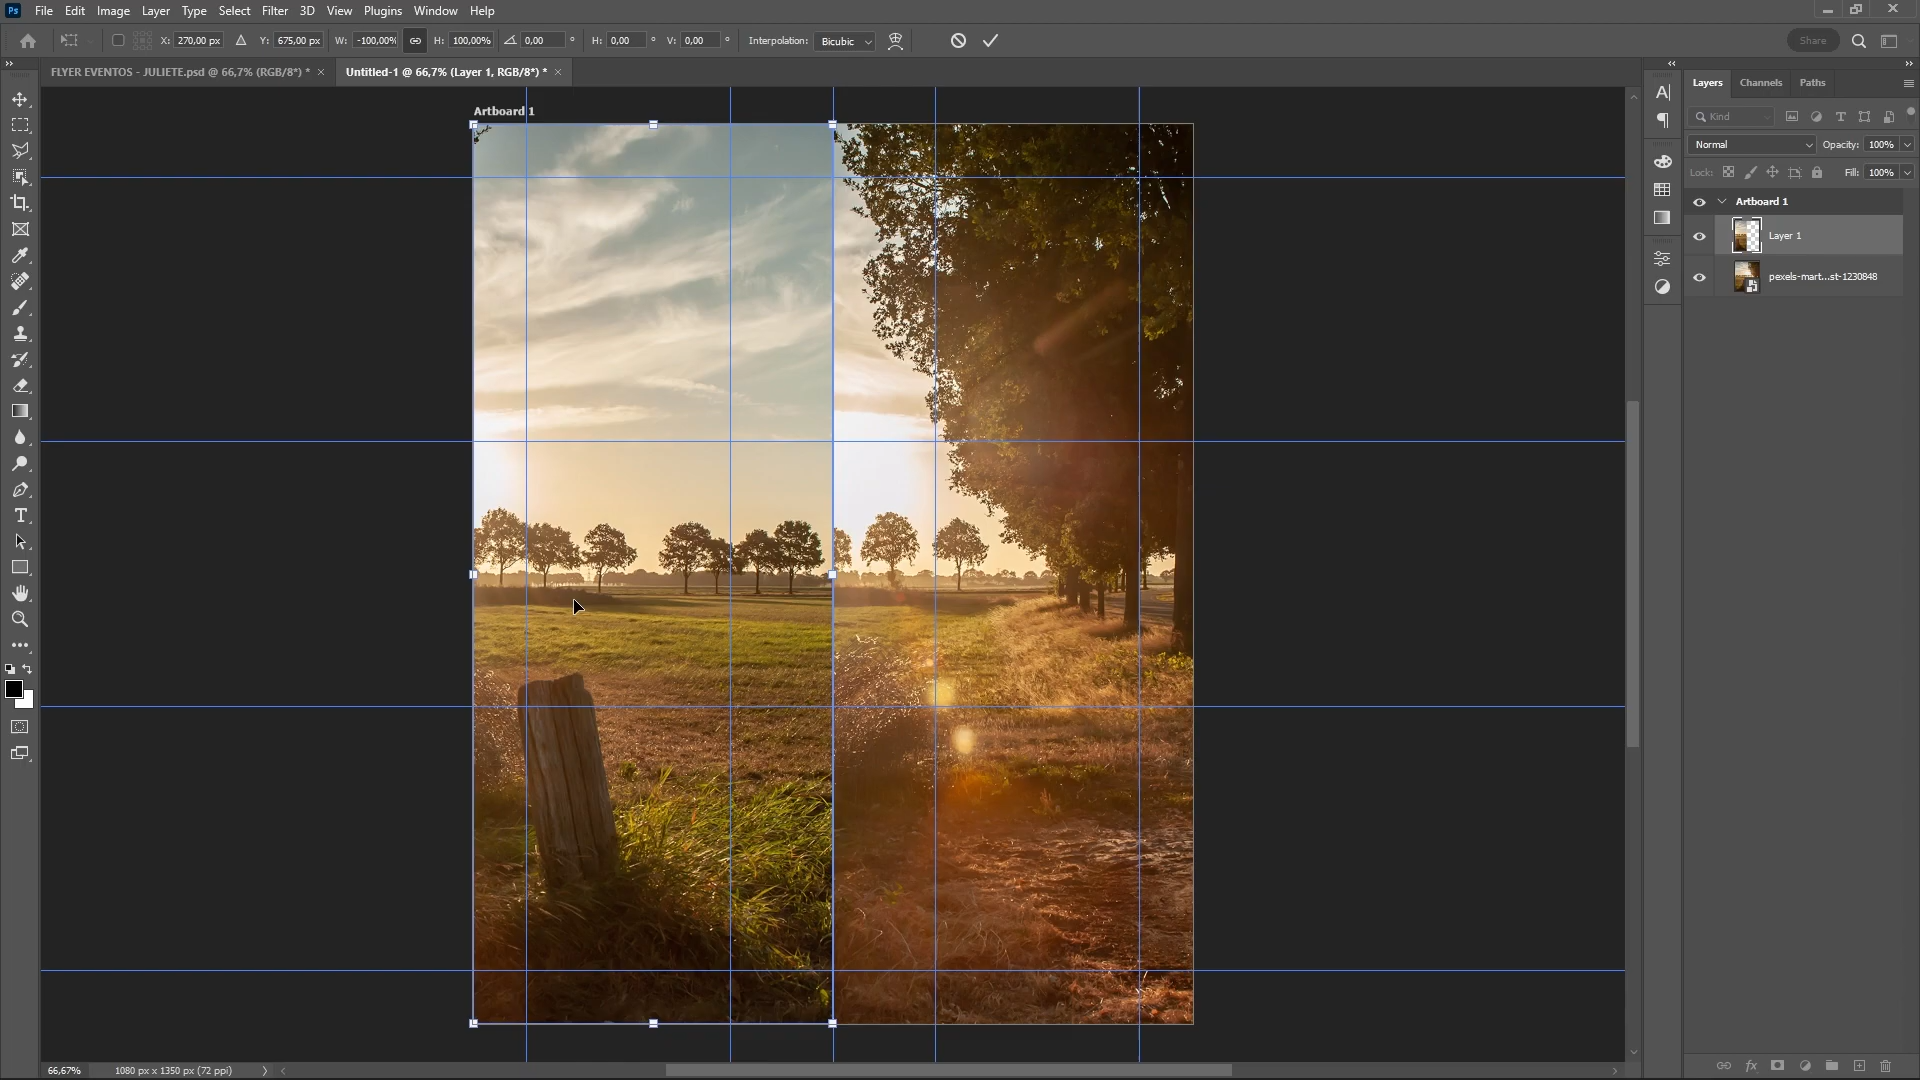 Ps File Edit Image Layer Type Select Filter 3D View Plugins Window Help
X: 270,00 px Y: 675,00 px W: -100,00% H: 100,00% 0,00 ° H: 0,00 ° V: 0,00 ° Interpolation: Bicubic Share
FLYER EVENTOS - JULIETE.psd @ 66,7% (RGB/8*) * × Untitled-1 @ 66,7% (Layer 1, RGB/8*) * ×
Artboard 1
Layers Channels Paths
Kind
Normal Opacity: 100%
Lock: Fill: 100%
Artboard 1
Layer 1
pexels-mart...st-1230848
66,67% 1080 px x 1350 px (72 ppi)